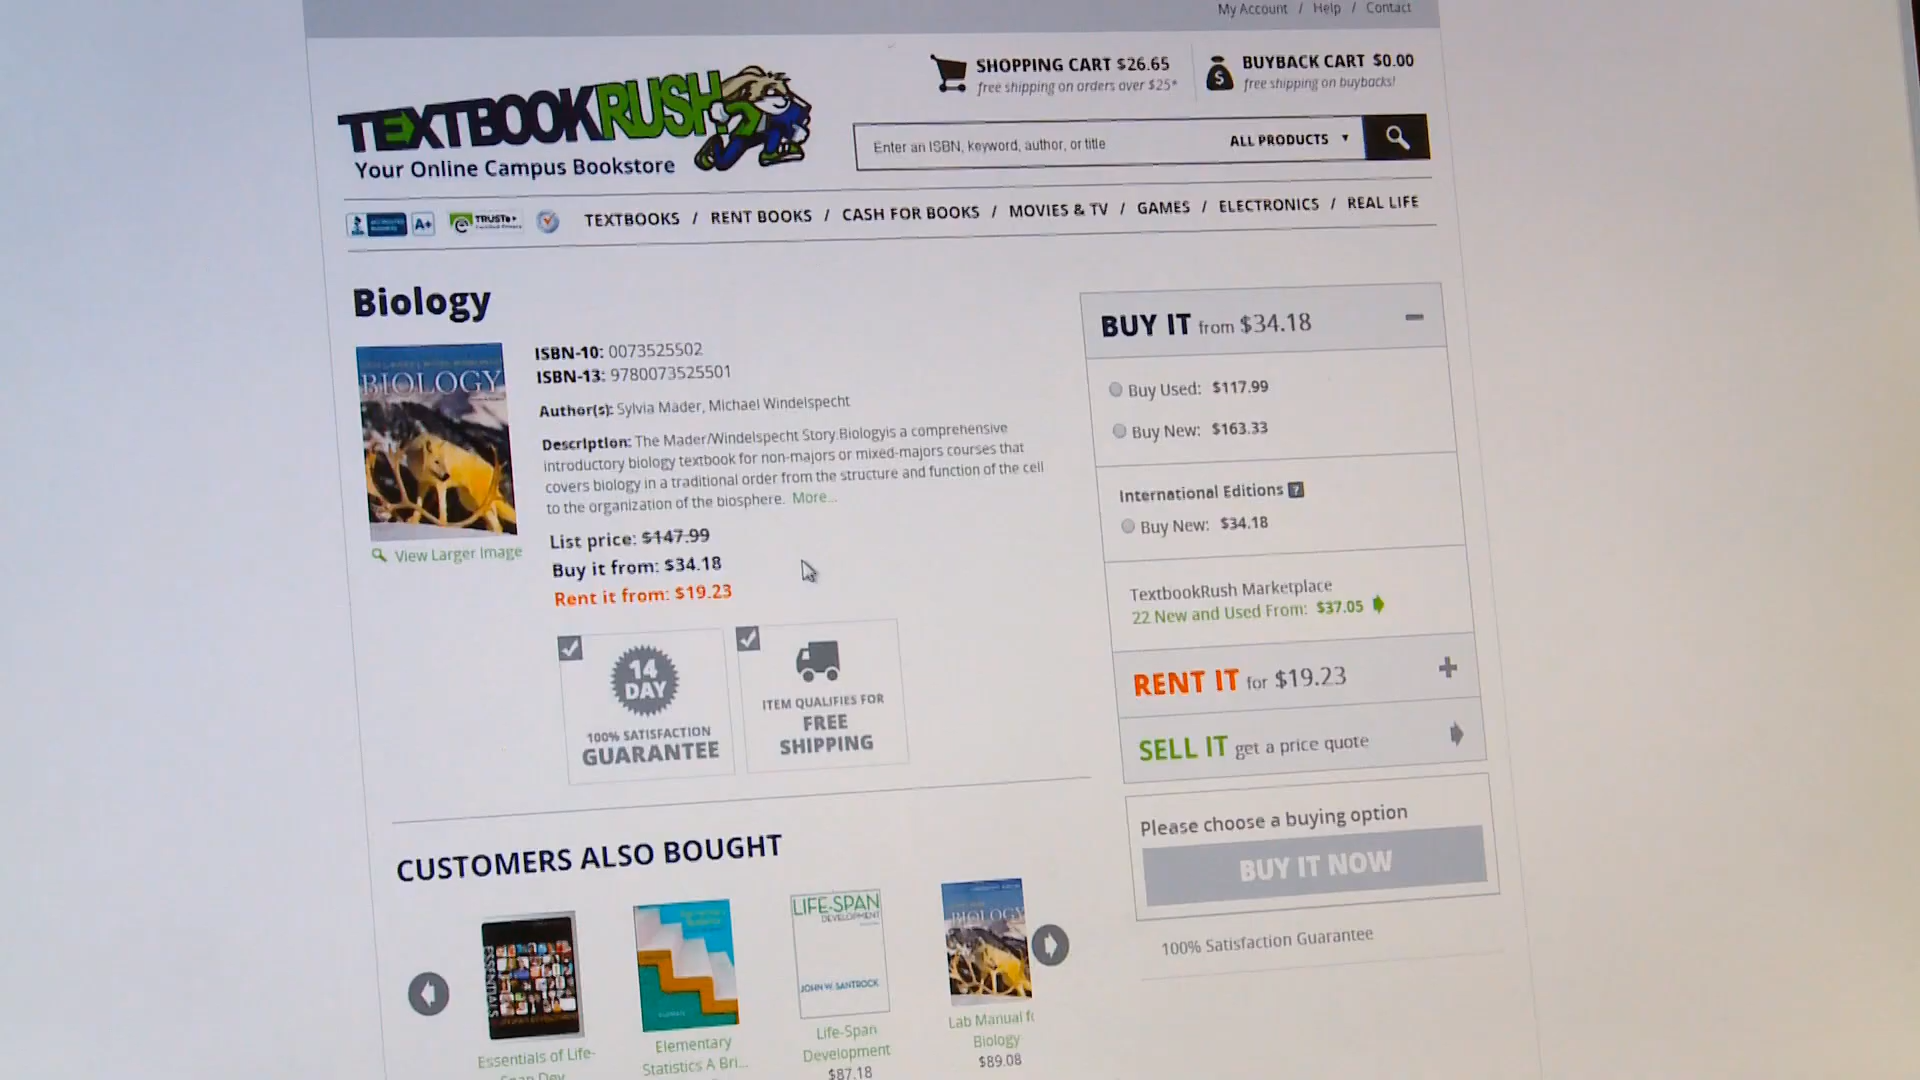 My Account / Help / Contact
TEXTBOOKRUSH
Your Online Campus Bookstore
SHOPPING CART $26.65
free shipping on orders over $25*
BUYBACK CART $0.00
free shipping on buybacks!
Enter an ISBN, keyword, author, or title
ALL PRODUCTS
A+
TRUSTe
TEXTBOOKS / RENT BOOKS / CASH FOR BOOKS / MOVIES & TV / GAMES / ELECTRONICS / REAL LIFE
Biology
BIOLOGY
View Larger Image
ISBN-10: 0073525502
ISBN-13: 9780073525501
Author(s): Sylvia Mader, Michael Windelspecht
Description: The Mader/Windelspecht Story.Biologyis a comprehensive
introductory biology textbook for non-majors or mixed-majors courses that
covers biology in a traditional order from the structure and function of the cell
to the organization of the biosphere. More...
List price: $147.99
Buy it from: $34.18
Rent it from: $19.23
14
DAY
100% SATISFACTION
GUARANTEE
ITEM QUALIFIES FOR
FREE
SHIPPING
BUY IT from $34.18
Buy Used: $117.99
Buy New: $163.33
International Editions ?
Buy New: $34.18
TextbookRush Marketplace
22 New and Used From: $37.05
RENT IT for $19.23
SELL IT get a price quote
Please choose a buying option
BUY IT NOW
100% Satisfaction Guarantee
CUSTOMERS ALSO BOUGHT
ESSENTIALS
LIFE-SPAN
DEVELOPMENT
JOHN W. SANTROCK
BIOLOGY
Essentials of Life-
Span Dev
Elementary
Statistics A Bri...
Life-Span
Development
$87.18
Lab Manual fo
Biology
$89.08